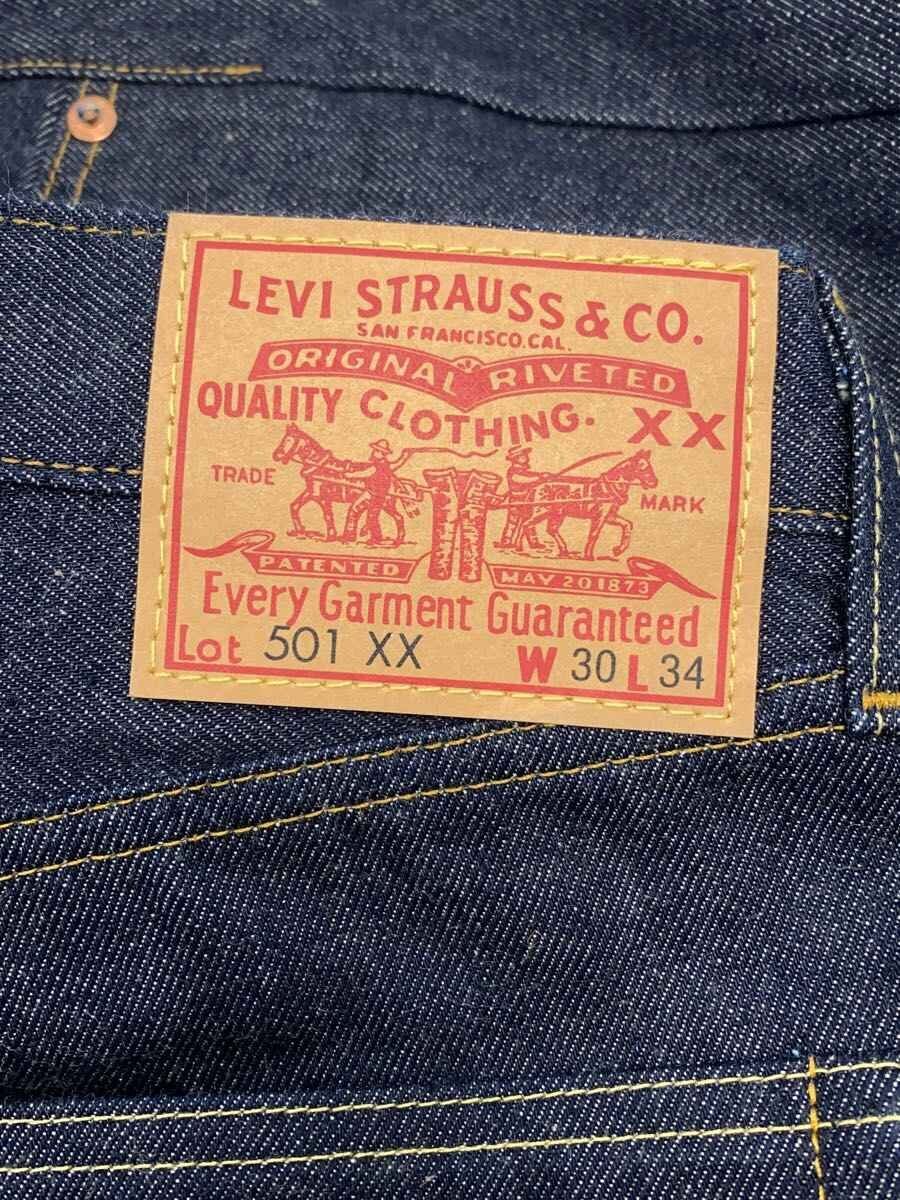 LEVI STRAUSS & CO.
SAN FRANCISCO. CAL.
ORIGINAL RIVETED
QUALITY CLOTHING. XX
TRADE MARK
PATENTED MAY 20 1873
Every Garment Guaranteed
Lot 501 XX W 30 L 34